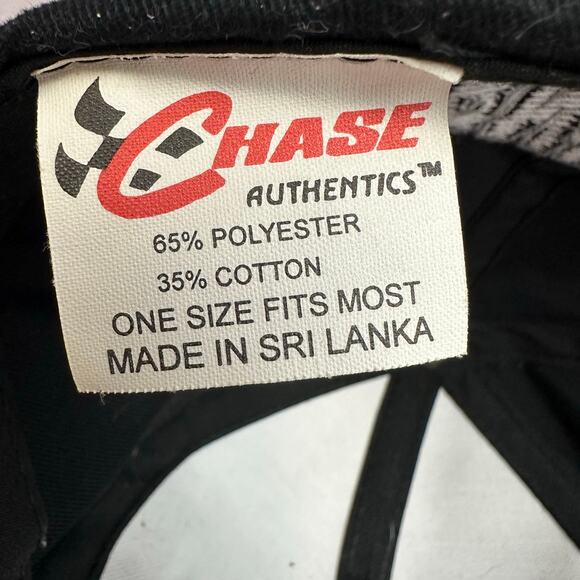 CHASE
AUTHENTICS™
65% POLYESTER
35% COTTON
ONE SIZE FITS MOST
MADE IN SRI LANKA